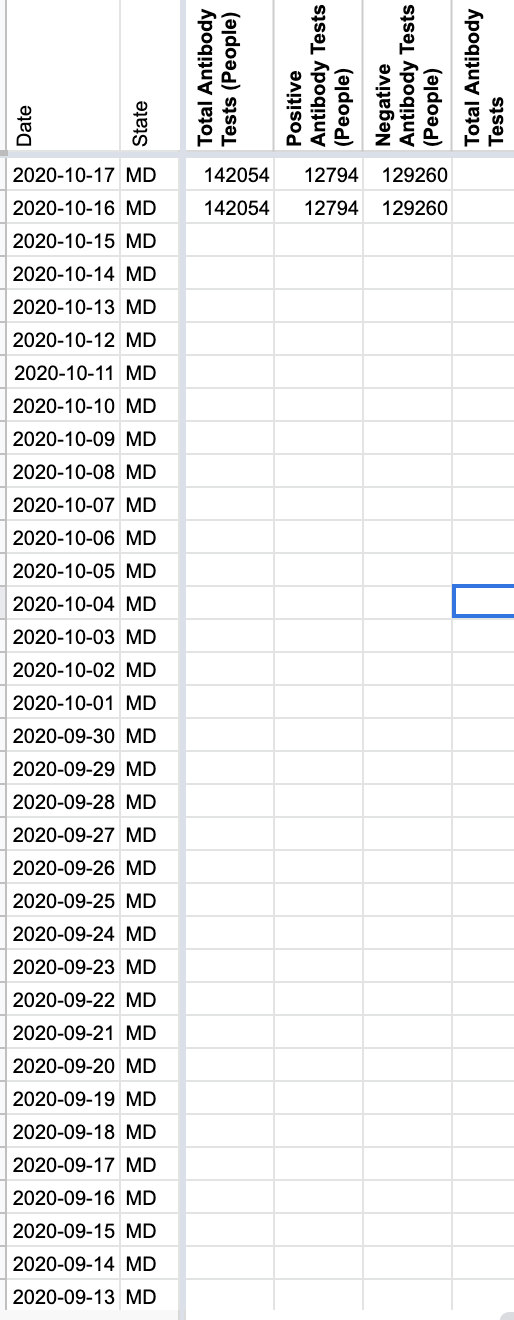 Date State Total Antibody Tests (People) Positive Antibody Tests (People) Negative Antibody Tests (People) Total Antibody Tests
2020-10-17 MD 142054 12794 129260
2020-10-16 MD 142054 12794 129260
2020-10-15 MD
2020-10-14 MD
2020-10-13 MD
2020-10-12 MD
2020-10-11 MD
2020-10-10 MD
2020-10-09 MD
2020-10-08 MD
2020-10-07 MD
2020-10-06 MD
2020-10-05 MD
2020-10-04 MD
2020-10-03 MD
2020-10-02 MD
2020-10-01 MD
2020-09-30 MD
2020-09-29 MD
2020-09-28 MD
2020-09-27 MD
2020-09-26 MD
2020-09-25 MD
2020-09-24 MD
2020-09-23 MD
2020-09-22 MD
2020-09-21 MD
2020-09-20 MD
2020-09-19 MD
2020-09-18 MD
2020-09-17 MD
2020-09-16 MD
2020-09-15 MD
2020-09-14 MD
2020-09-13 MD